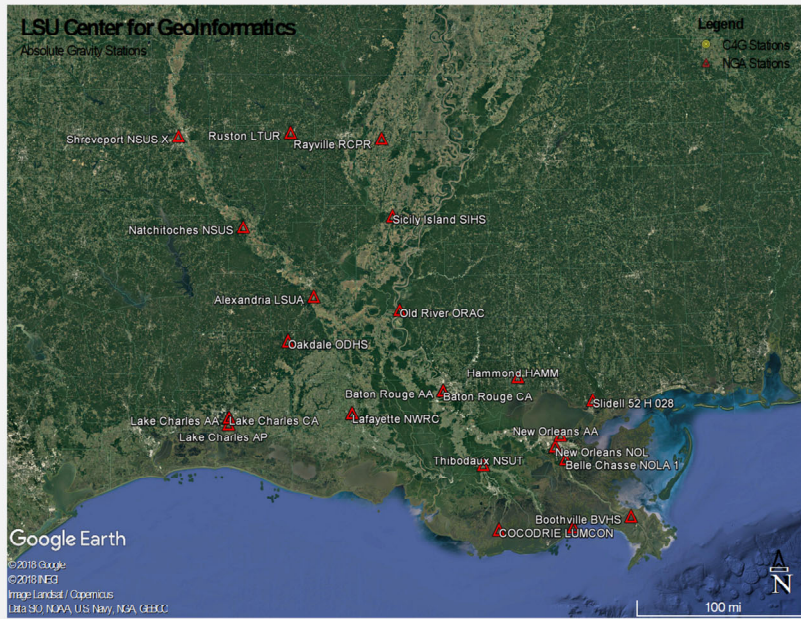 LSU Center for GeoInformatics
Absolute Gravity Stations
Legend
C4G Stations
NGA Stations
Shreveport NSUS X
Ruston LTUR
Rayville RCPR
Sicily Island SIHS
Natchitoches NSUS
Alexandria LSUA
Old River ORAC
Oakdale ODHS
Hammond HAMM
Baton Rouge AA
Baton Rouge CA
Slidell 52 H 028
Lake Charles AA
Lake Charles CA
Lafayette NWRC
Lake Charles AP
New Orleans AA
New Orleans NOL
Thibodaux NSUT
Belle Chasse NOLA 1
Boothville BVHS
COCODRIE LUMCON
Google Earth
©2018 Google
©2018 INEGI
Image Landsat / Copernicus
Data SIO, NOAA, U.S. Navy, NGA, GEBCO
N
100 mi